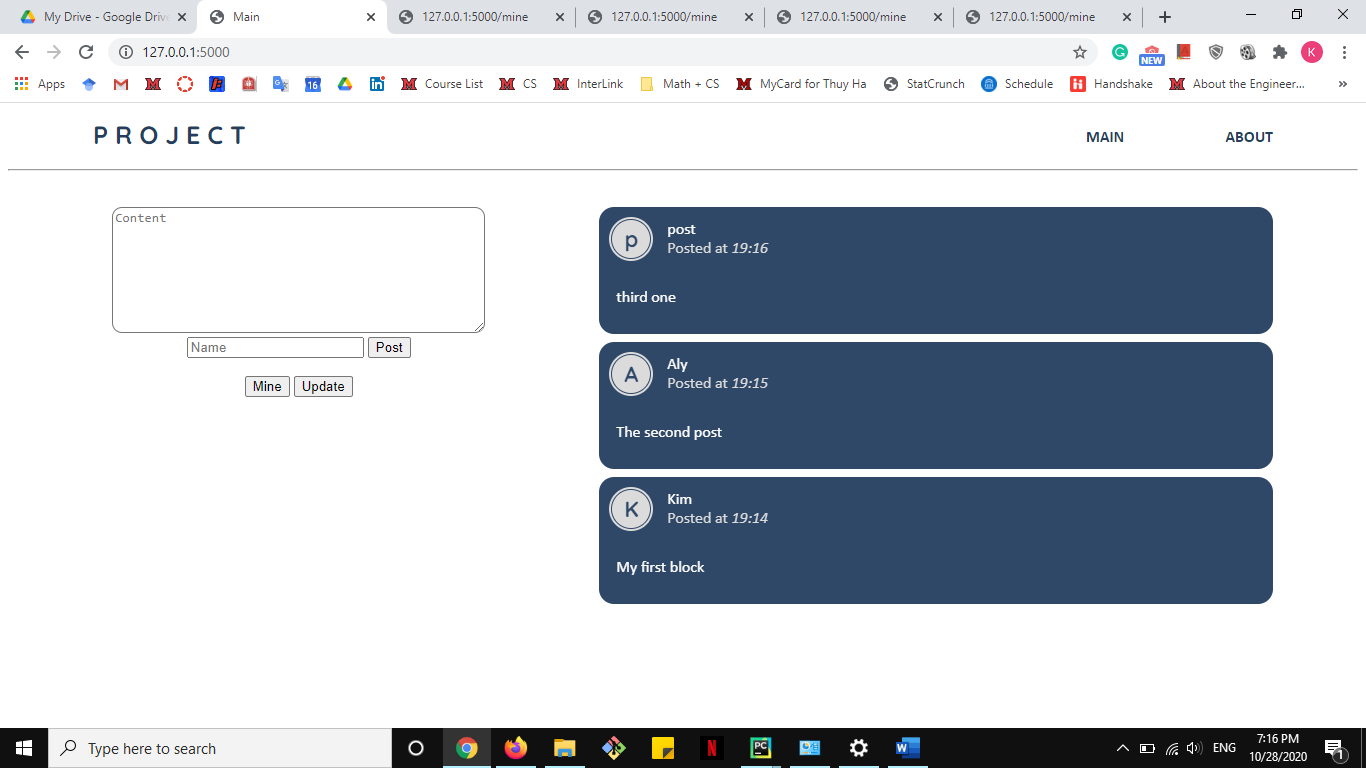 My Drive - Google Driv
Main
127.0.0.1:5000/mine
127.0.0.1:5000/mine
127.0.0.1:5000/mine
127.0.0.1:5000/mine
127.0.0.1:5000
NEW
K
Apps
16
Course List
CS
InterLink
Math + CS
MyCard for Thuy Ha
StatCrunch
Schedule
Handshake
About the Engineer...
»
PROJECT
MAIN
ABOUT
Content
Name
Post
Mine
Update
p
post
Posted at 19:16
third one
A
Aly
Posted at 19:15
The second post
K
Kim
Posted at 19:14
My first block
Type here to search
PC
ENG
7:16 PM
10/28/2020
1